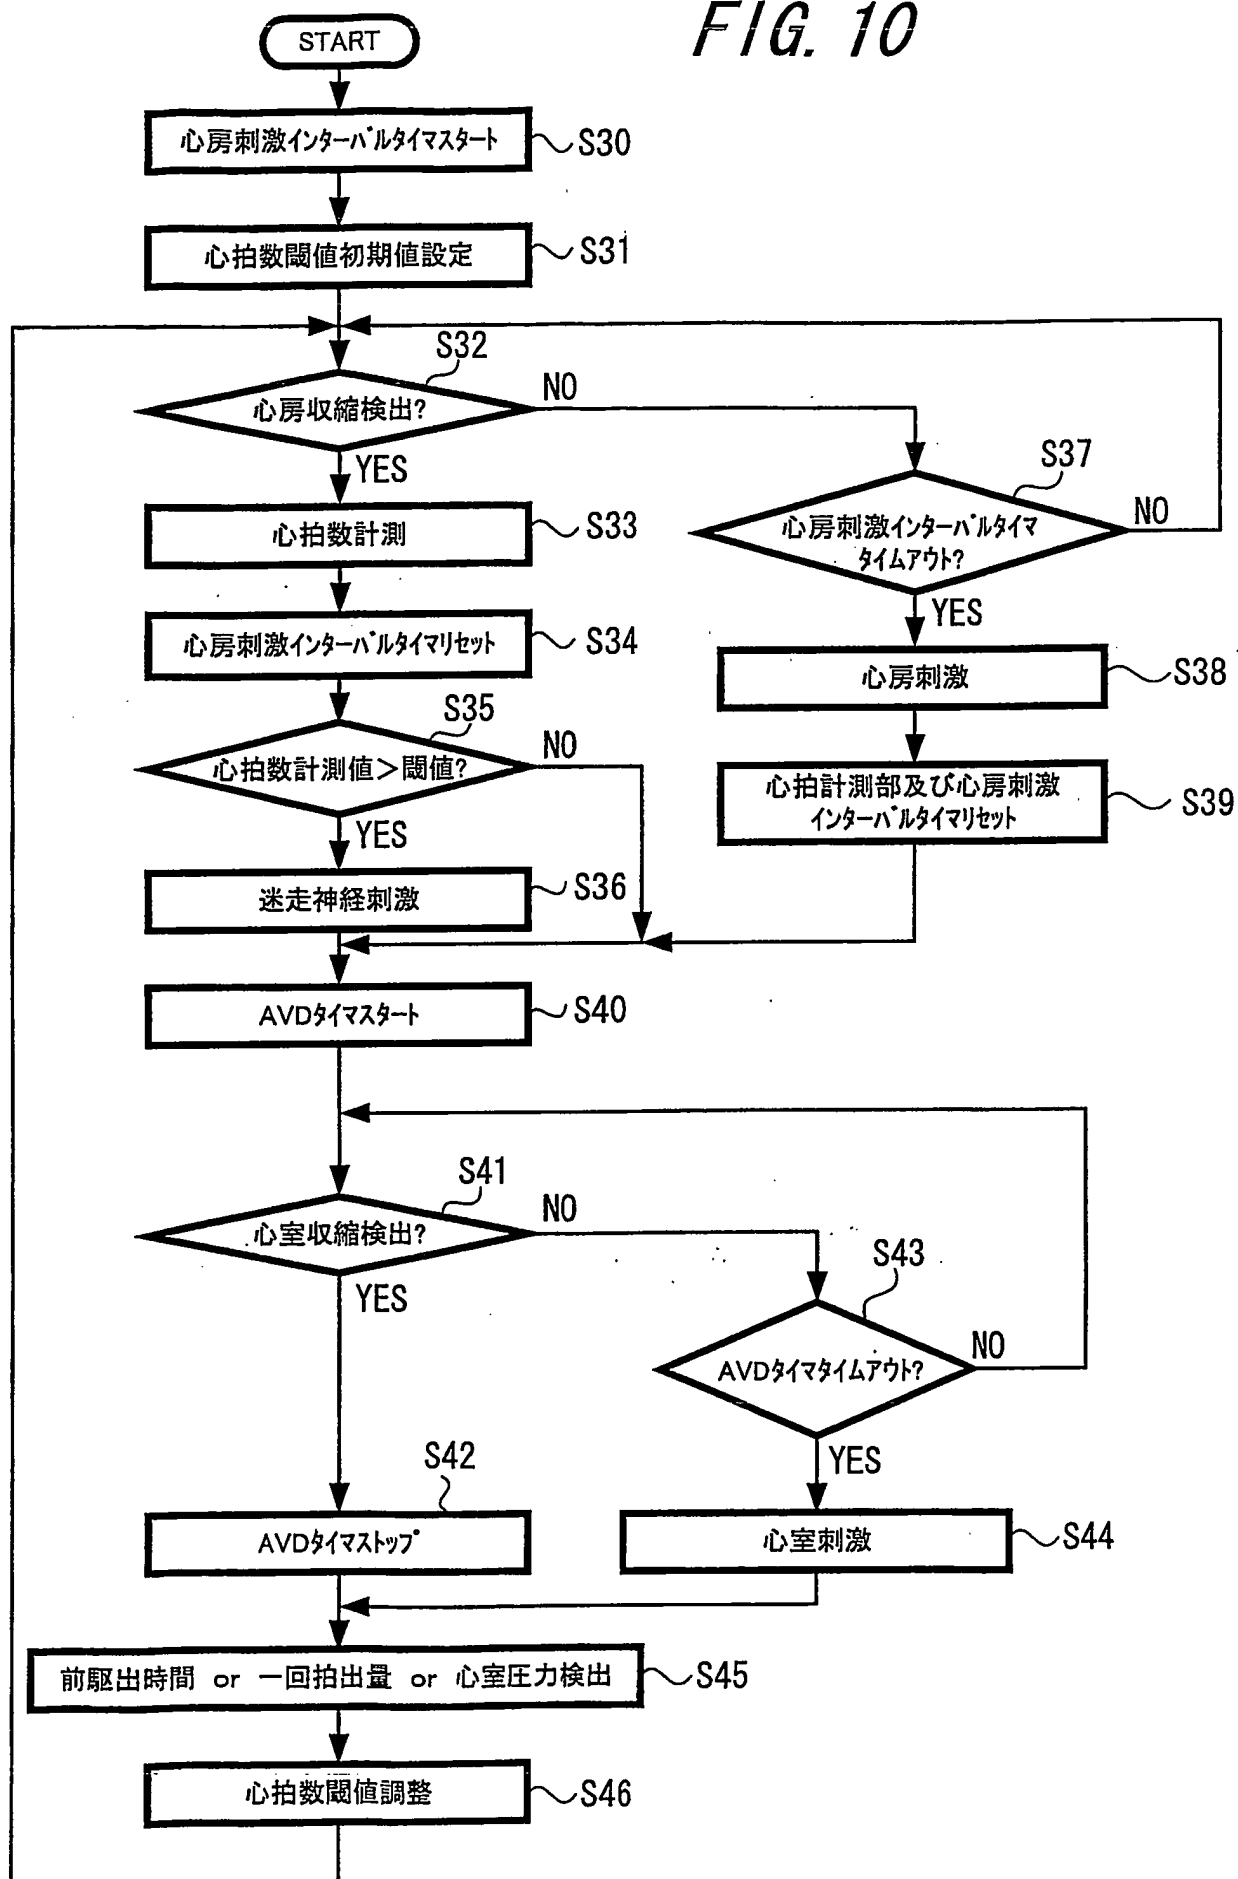 FIG. 10
START
心房刺激インターバルタイマスタート
S30
心拍数閾値初期値設定
S31
S32
心房収縮検出?
NO
YES
S37
心房刺激インターバルタイマ
タイムアウト?
NO
YES
心拍数計測
S33
心房刺激インターバルタイマリセット
S34
心房刺激
S38
S35
心拍数計測値>閾値?
NO
YES
心拍計測部及び心房刺激
インターバルタイマリセット
S39
迷走神経刺激
S36
AVDタイマスタート
S40
S41
心室収縮検出?
NO
YES
S43
AVDタイマタイムアウト?
NO
YES
S42
AVDタイマストップ
心室刺激
S44
前駆出時間 or 一回拍出量 or 心室圧力検出
S45
心拍数閾値調整
S46